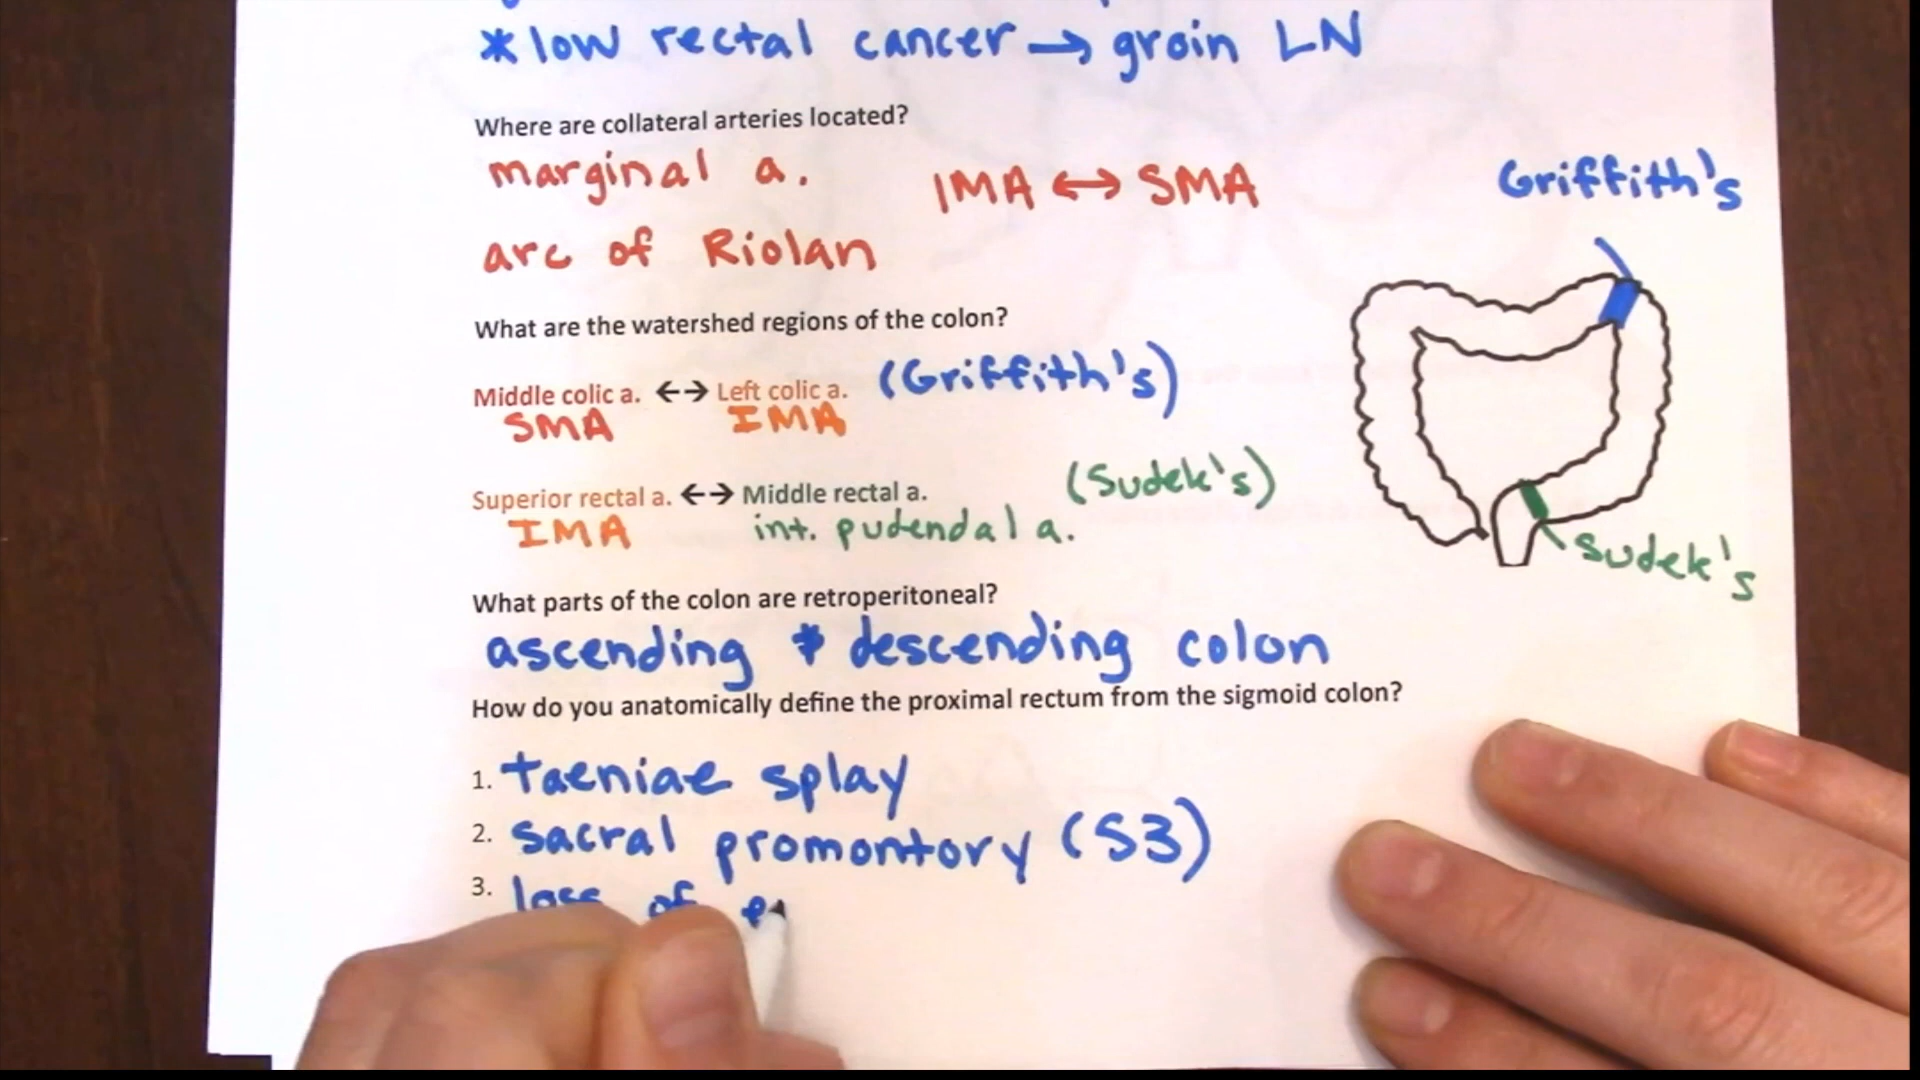 *low rectal cancer → groin LN
Where are collateral arteries located?
marginal a. IMA ↔ SMA
arc of Riolan
Griffith's
What are the watershed regions of the colon?
Middle colic a. ↔ Left colic a. (Griffith's)
SMA IMA
Superior rectal a. ↔ Middle rectal a. (Sudek's)
IMA int. pudendal a.
Sudek's
What parts of the colon are retroperitoneal?
ascending & descending colon
How do you anatomically define the proximal rectum from the sigmoid colon?
1. taeniae splay
2. sacral promontory (S3)
3. loss of